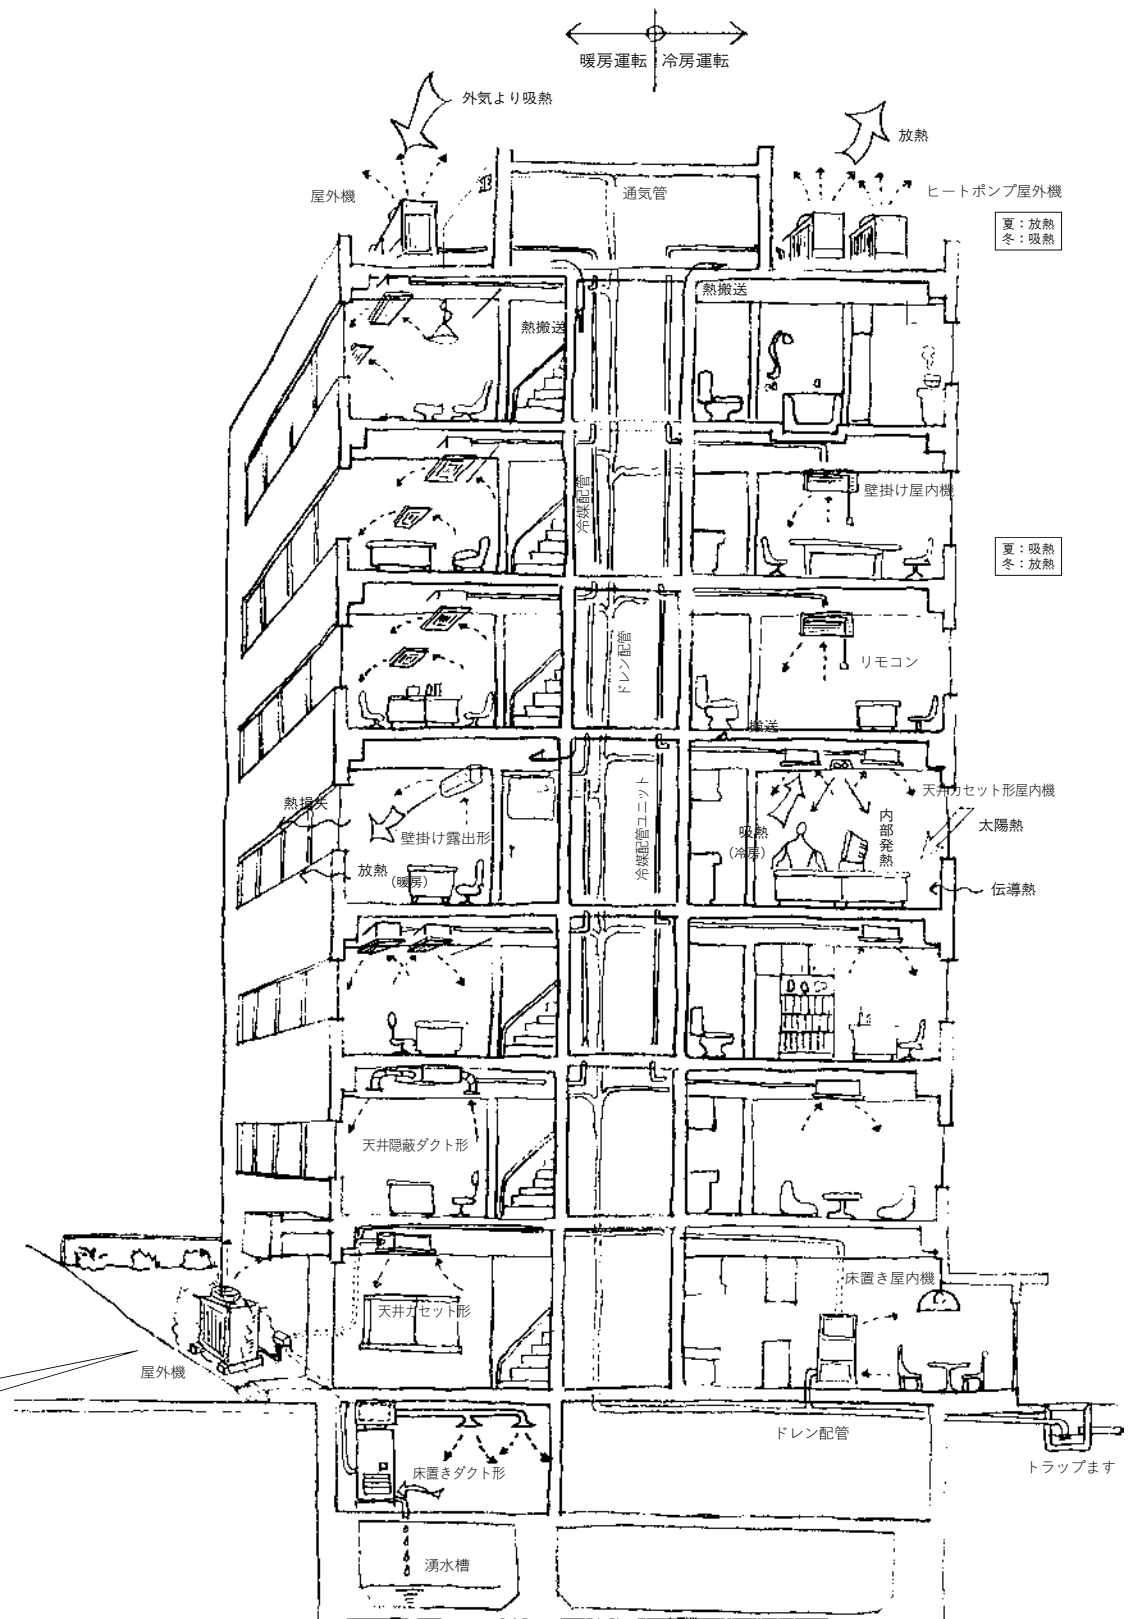 暖房運転 冷房運転
外気より吸熱
放熱
屋外機
通気管
ヒートポンプ屋外機
夏：放熱
冬：吸熱
熱搬送
熱搬送
冷媒配管
壁掛け屋内機
夏：吸熱
冬：放熱
ドレン配管
リモコン
搬送
天井カセット形屋内機
熱損失
壁掛け露出形
冷媒配管ユニット
吸熱
（冷房）
内部発熱
太陽熱
放熱
（暖房）
伝導熱
天井隠蔽ダクト形
床置き屋内機
天井カセット形
屋外機
ドレン配管
床置きダクト形
トラップます
湧水槽